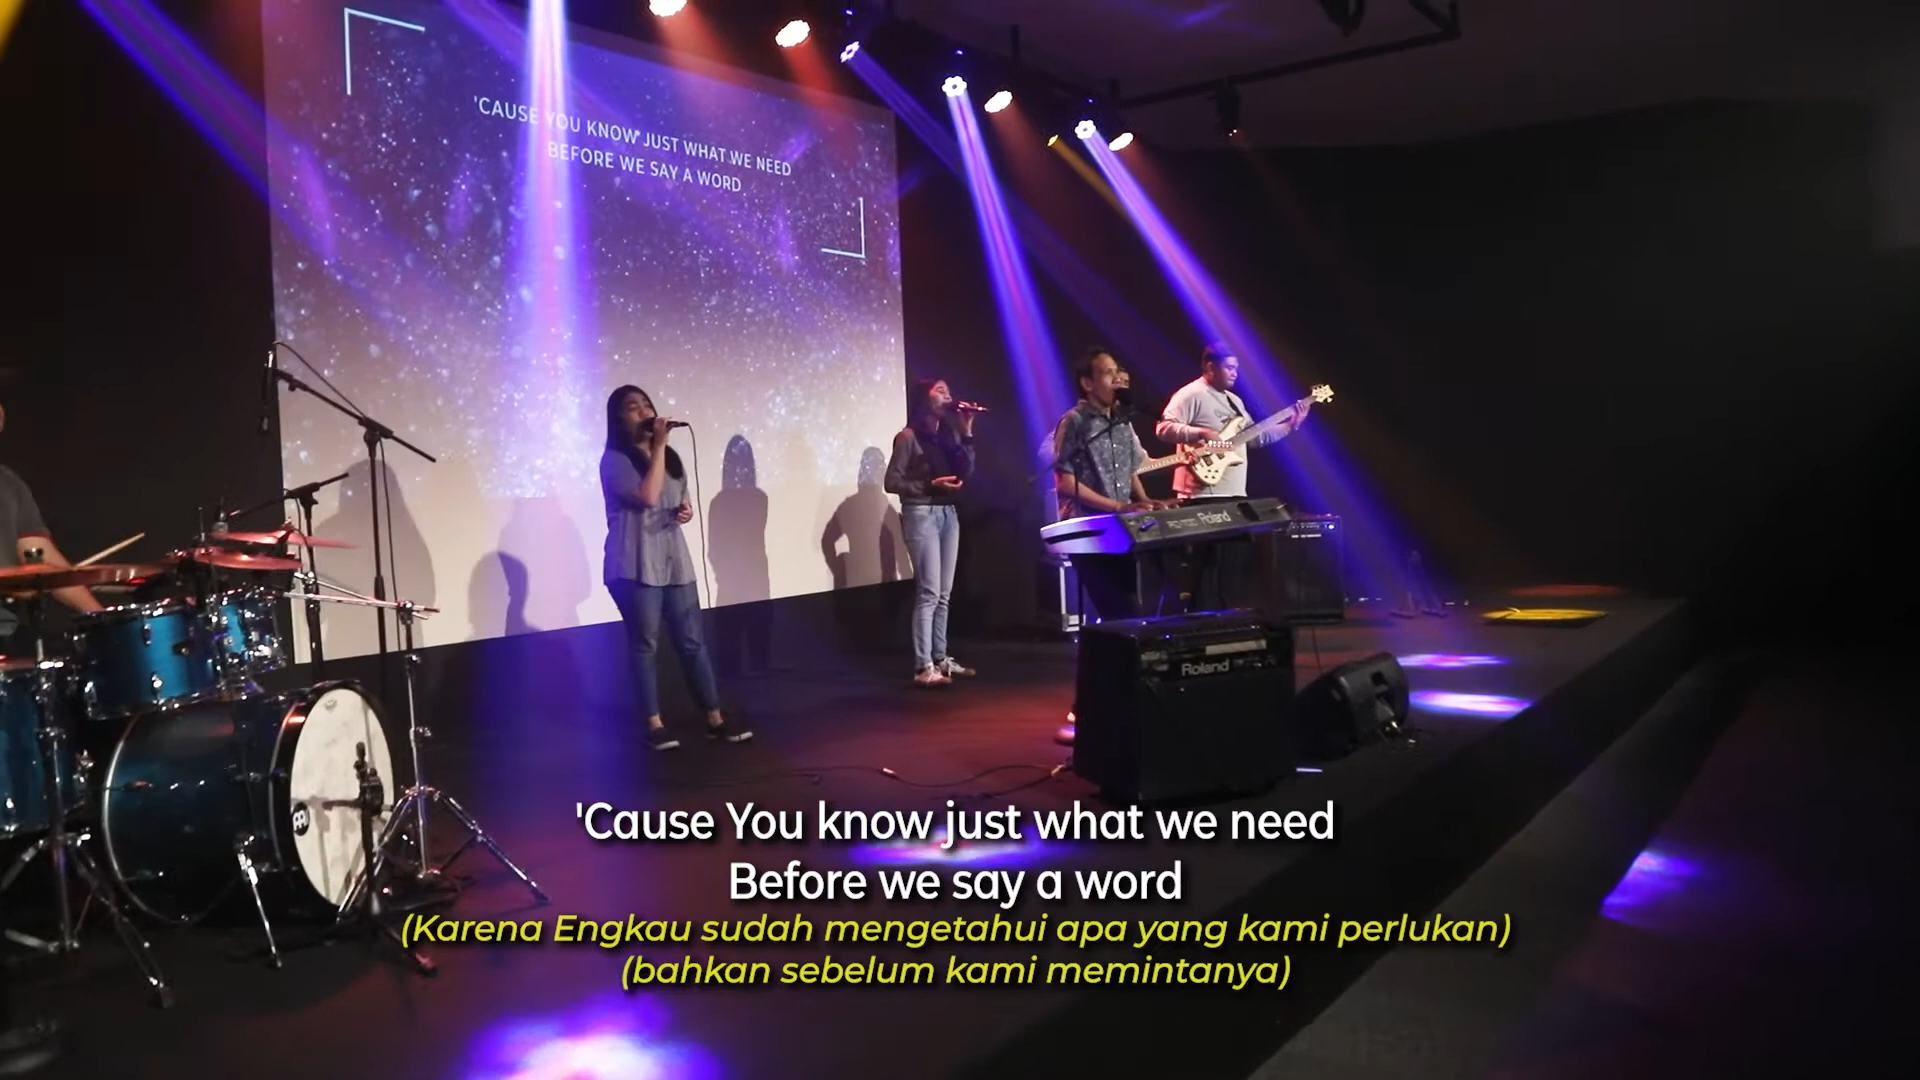 'CAUSE YOU KNOW JUST WHAT WE NEED
BEFORE WE SAY A WORD
Roland
Roland
'Cause You know just what we need
Before we say a word
(Karena Engkau sudah mengetahui apa yang kami perlukan)
(bahkan sebelum kami memintanya)